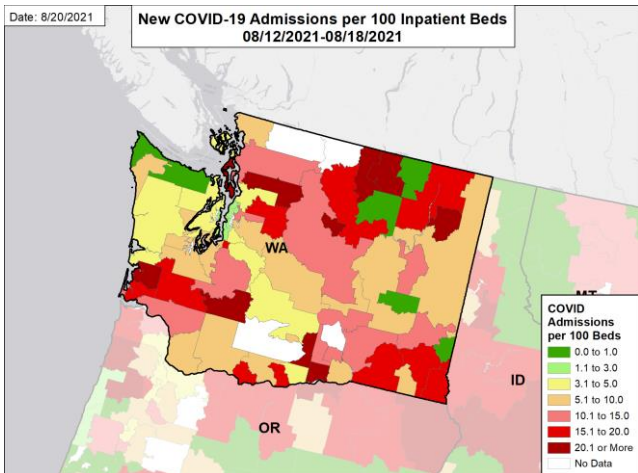 Date: 8/20/2021
New COVID-19 Admissions per 100 Inpatient Beds
08/12/2021-08/18/2021
WA
MT
ID
OR
COVID
Admissions
per 100 Beds
0.0 to 1.0
1.1 to 3.0
3.1 to 5.0
5.1 to 10.0
10.1 to 15.0
15.1 to 20.0
20.1 or More
No Data